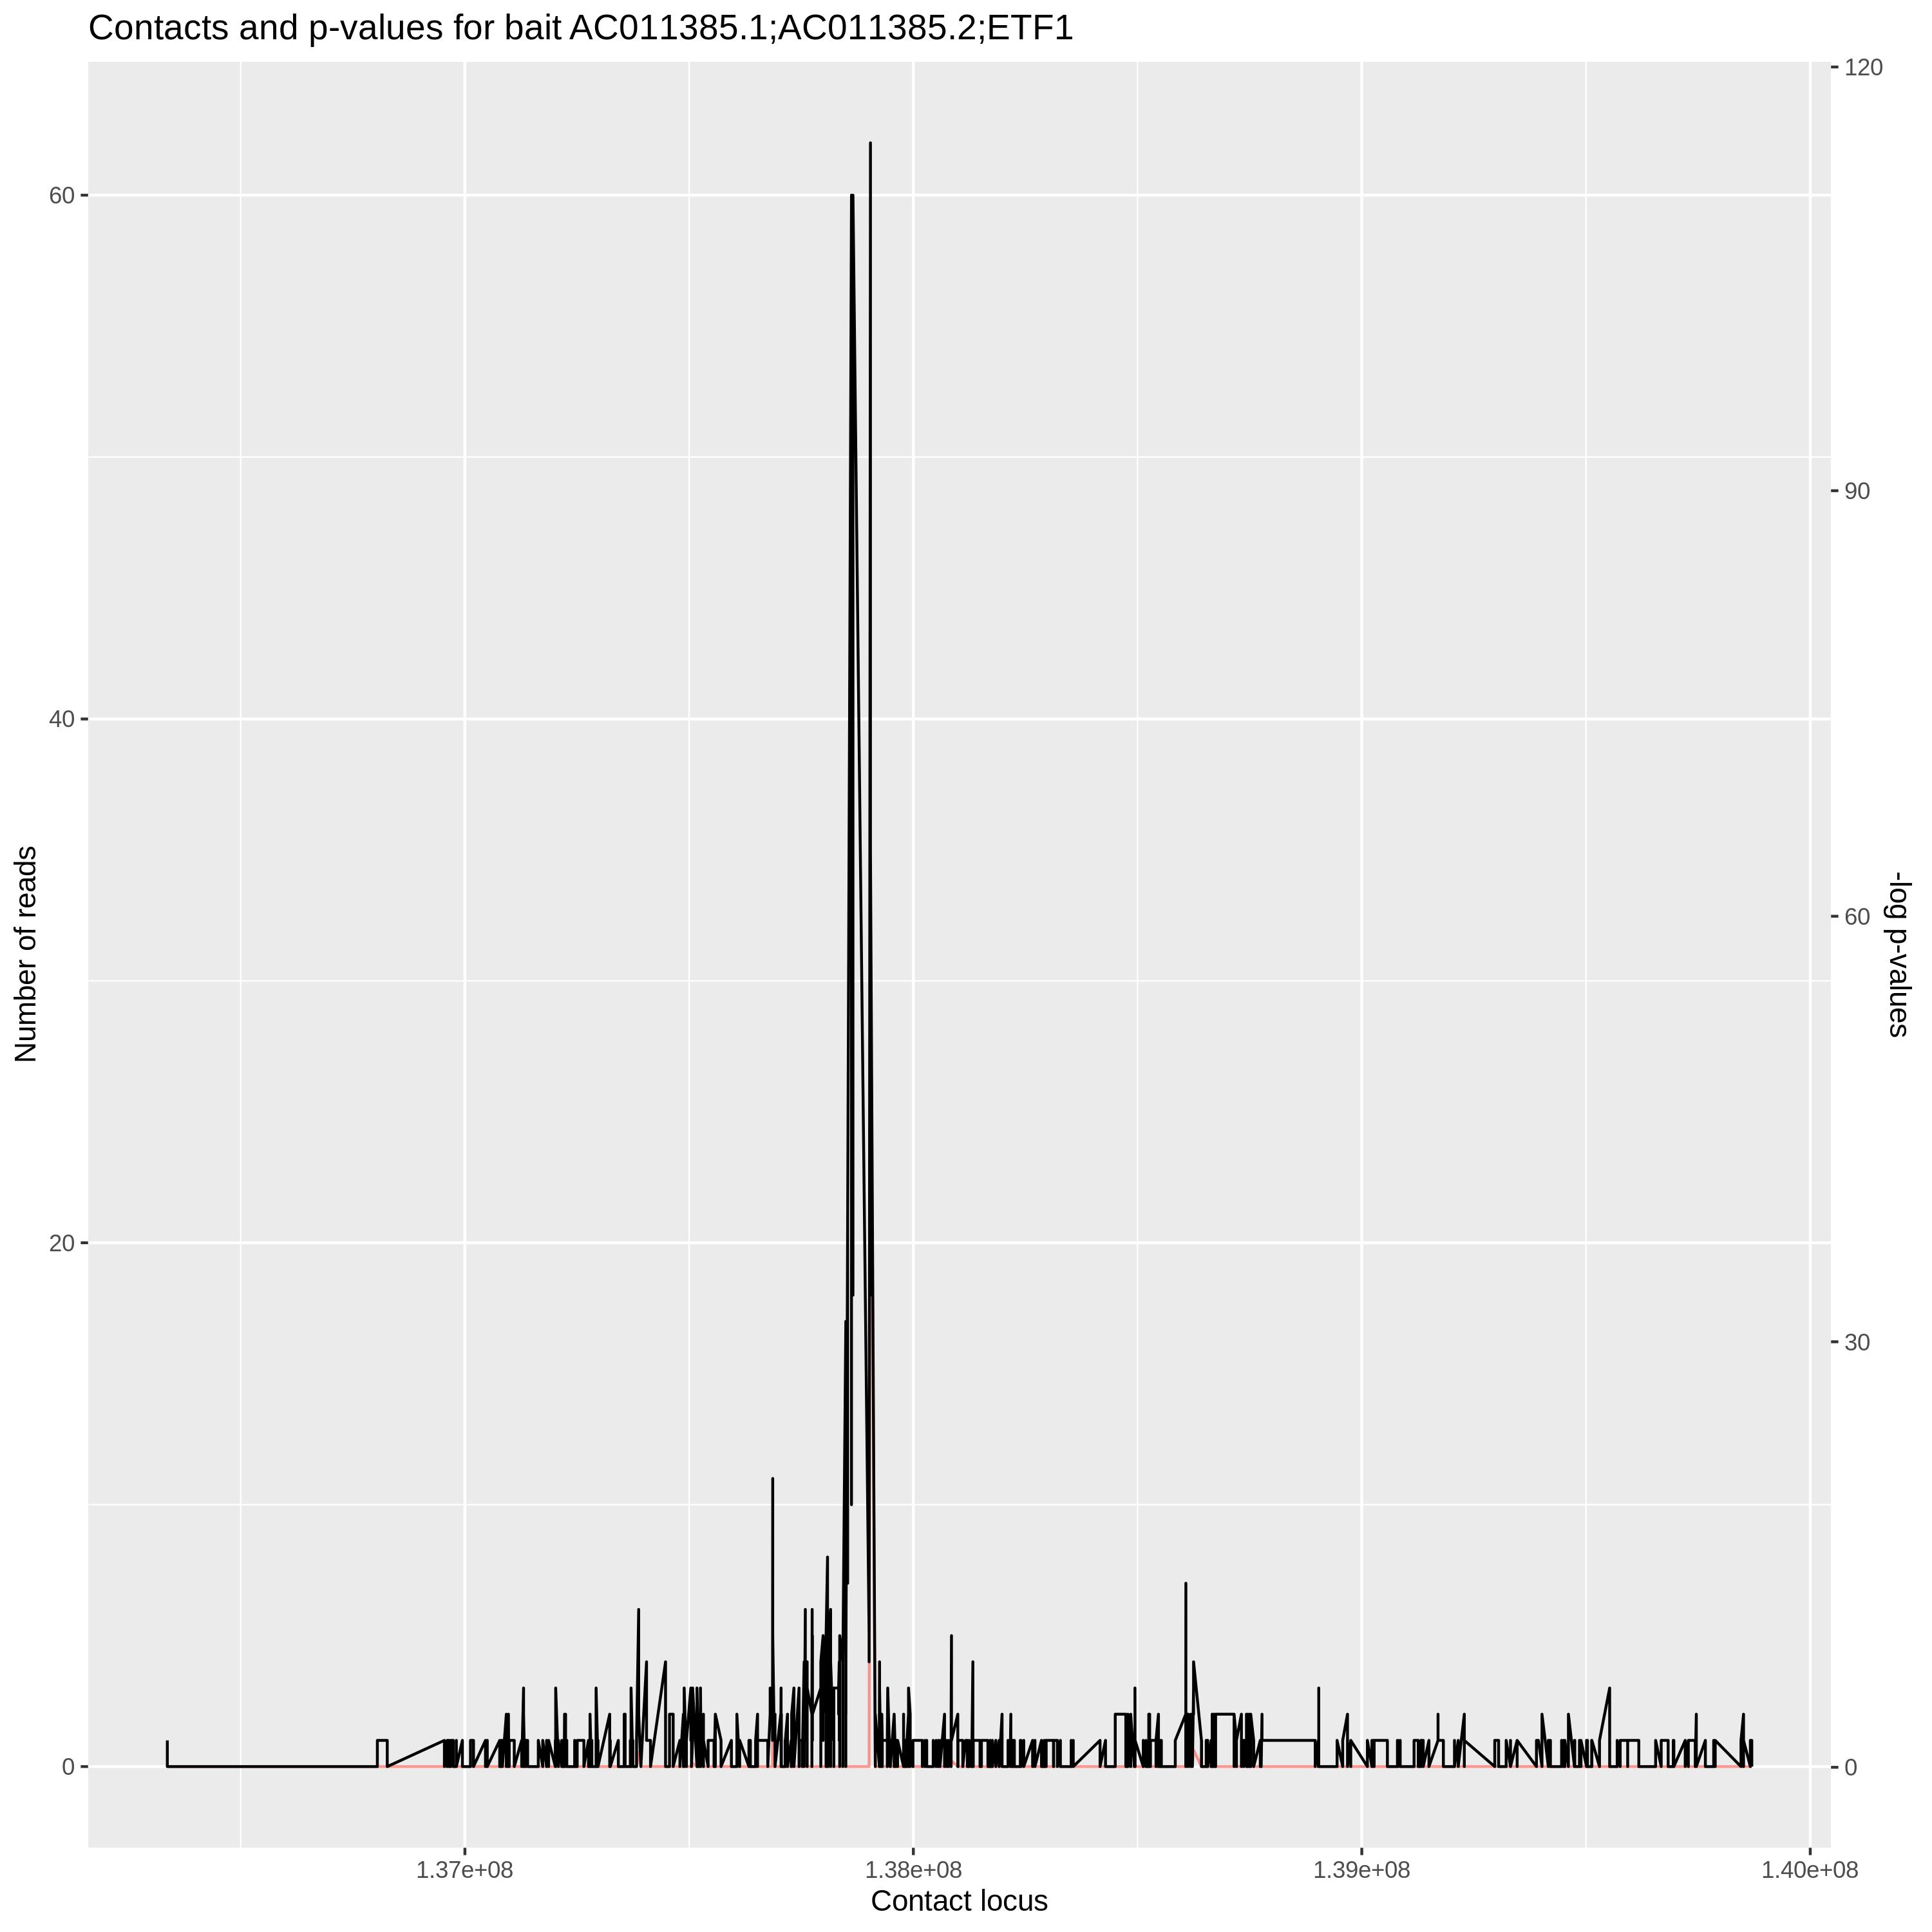 Contacts and p-values for bait AC011385.1;AC011385.2;ETF1
Number of reads
60
40
20
0
120
90
60
30
0
-log p-values
1.37e+08
1.38e+08
1.39e+08
1.40e+08
Contact locus